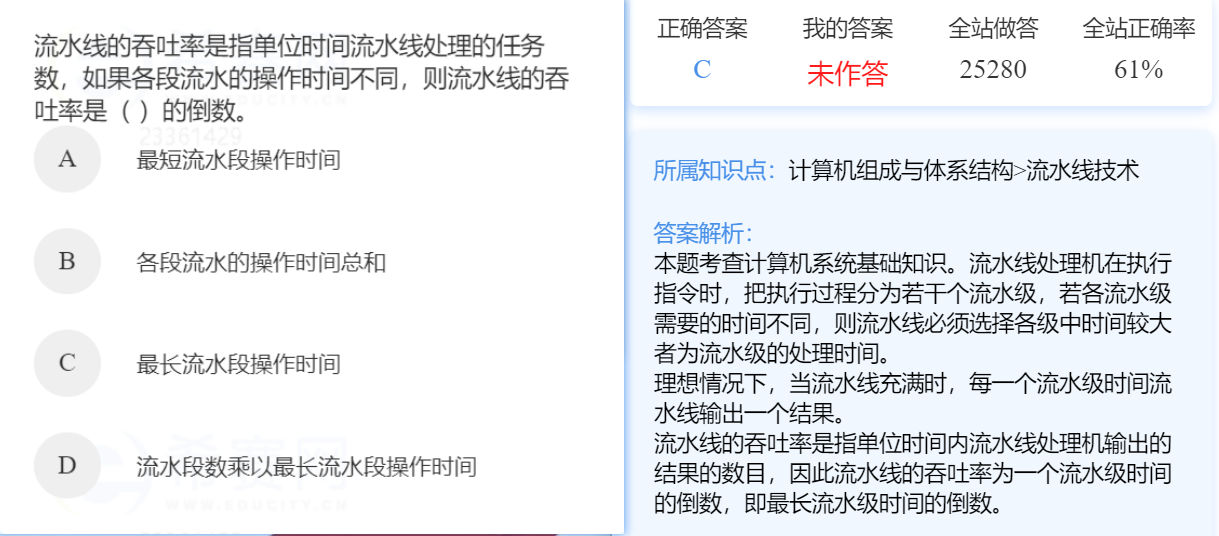 流水线的吞吐率是指单位时间流水线处理的任务
数，如果各段流水的操作时间不同，则流水线的吞
吐率是（ ）的倒数。
23361429
A 最短流水段操作时间
B 各段流水的操作时间总和
C 最长流水段操作时间
D 流水段数乘以最长流水段操作时间
希赛网
WWW.EDUCITY.CN
正确答案 我的答案 全站做答 全站正确率
C 未作答 25280 61%
所属知识点：计算机组成与体系结构>流水线技术
答案解析：
本题考查计算机系统基础知识。流水线处理机在执行
指令时，把执行过程分为若干个流水级，若各流水级
需要的时间不同，则流水线必须选择各级中时间较大
者为流水级的处理时间。
理想情况下，当流水线充满时，每一个流水级时间流
水线输出一个结果。
流水线的吞吐率是指单位时间内流水线处理机输出的
结果的数目，因此流水线的吞吐率为一个流水级时间
的倒数，即最长流水级时间的倒数。